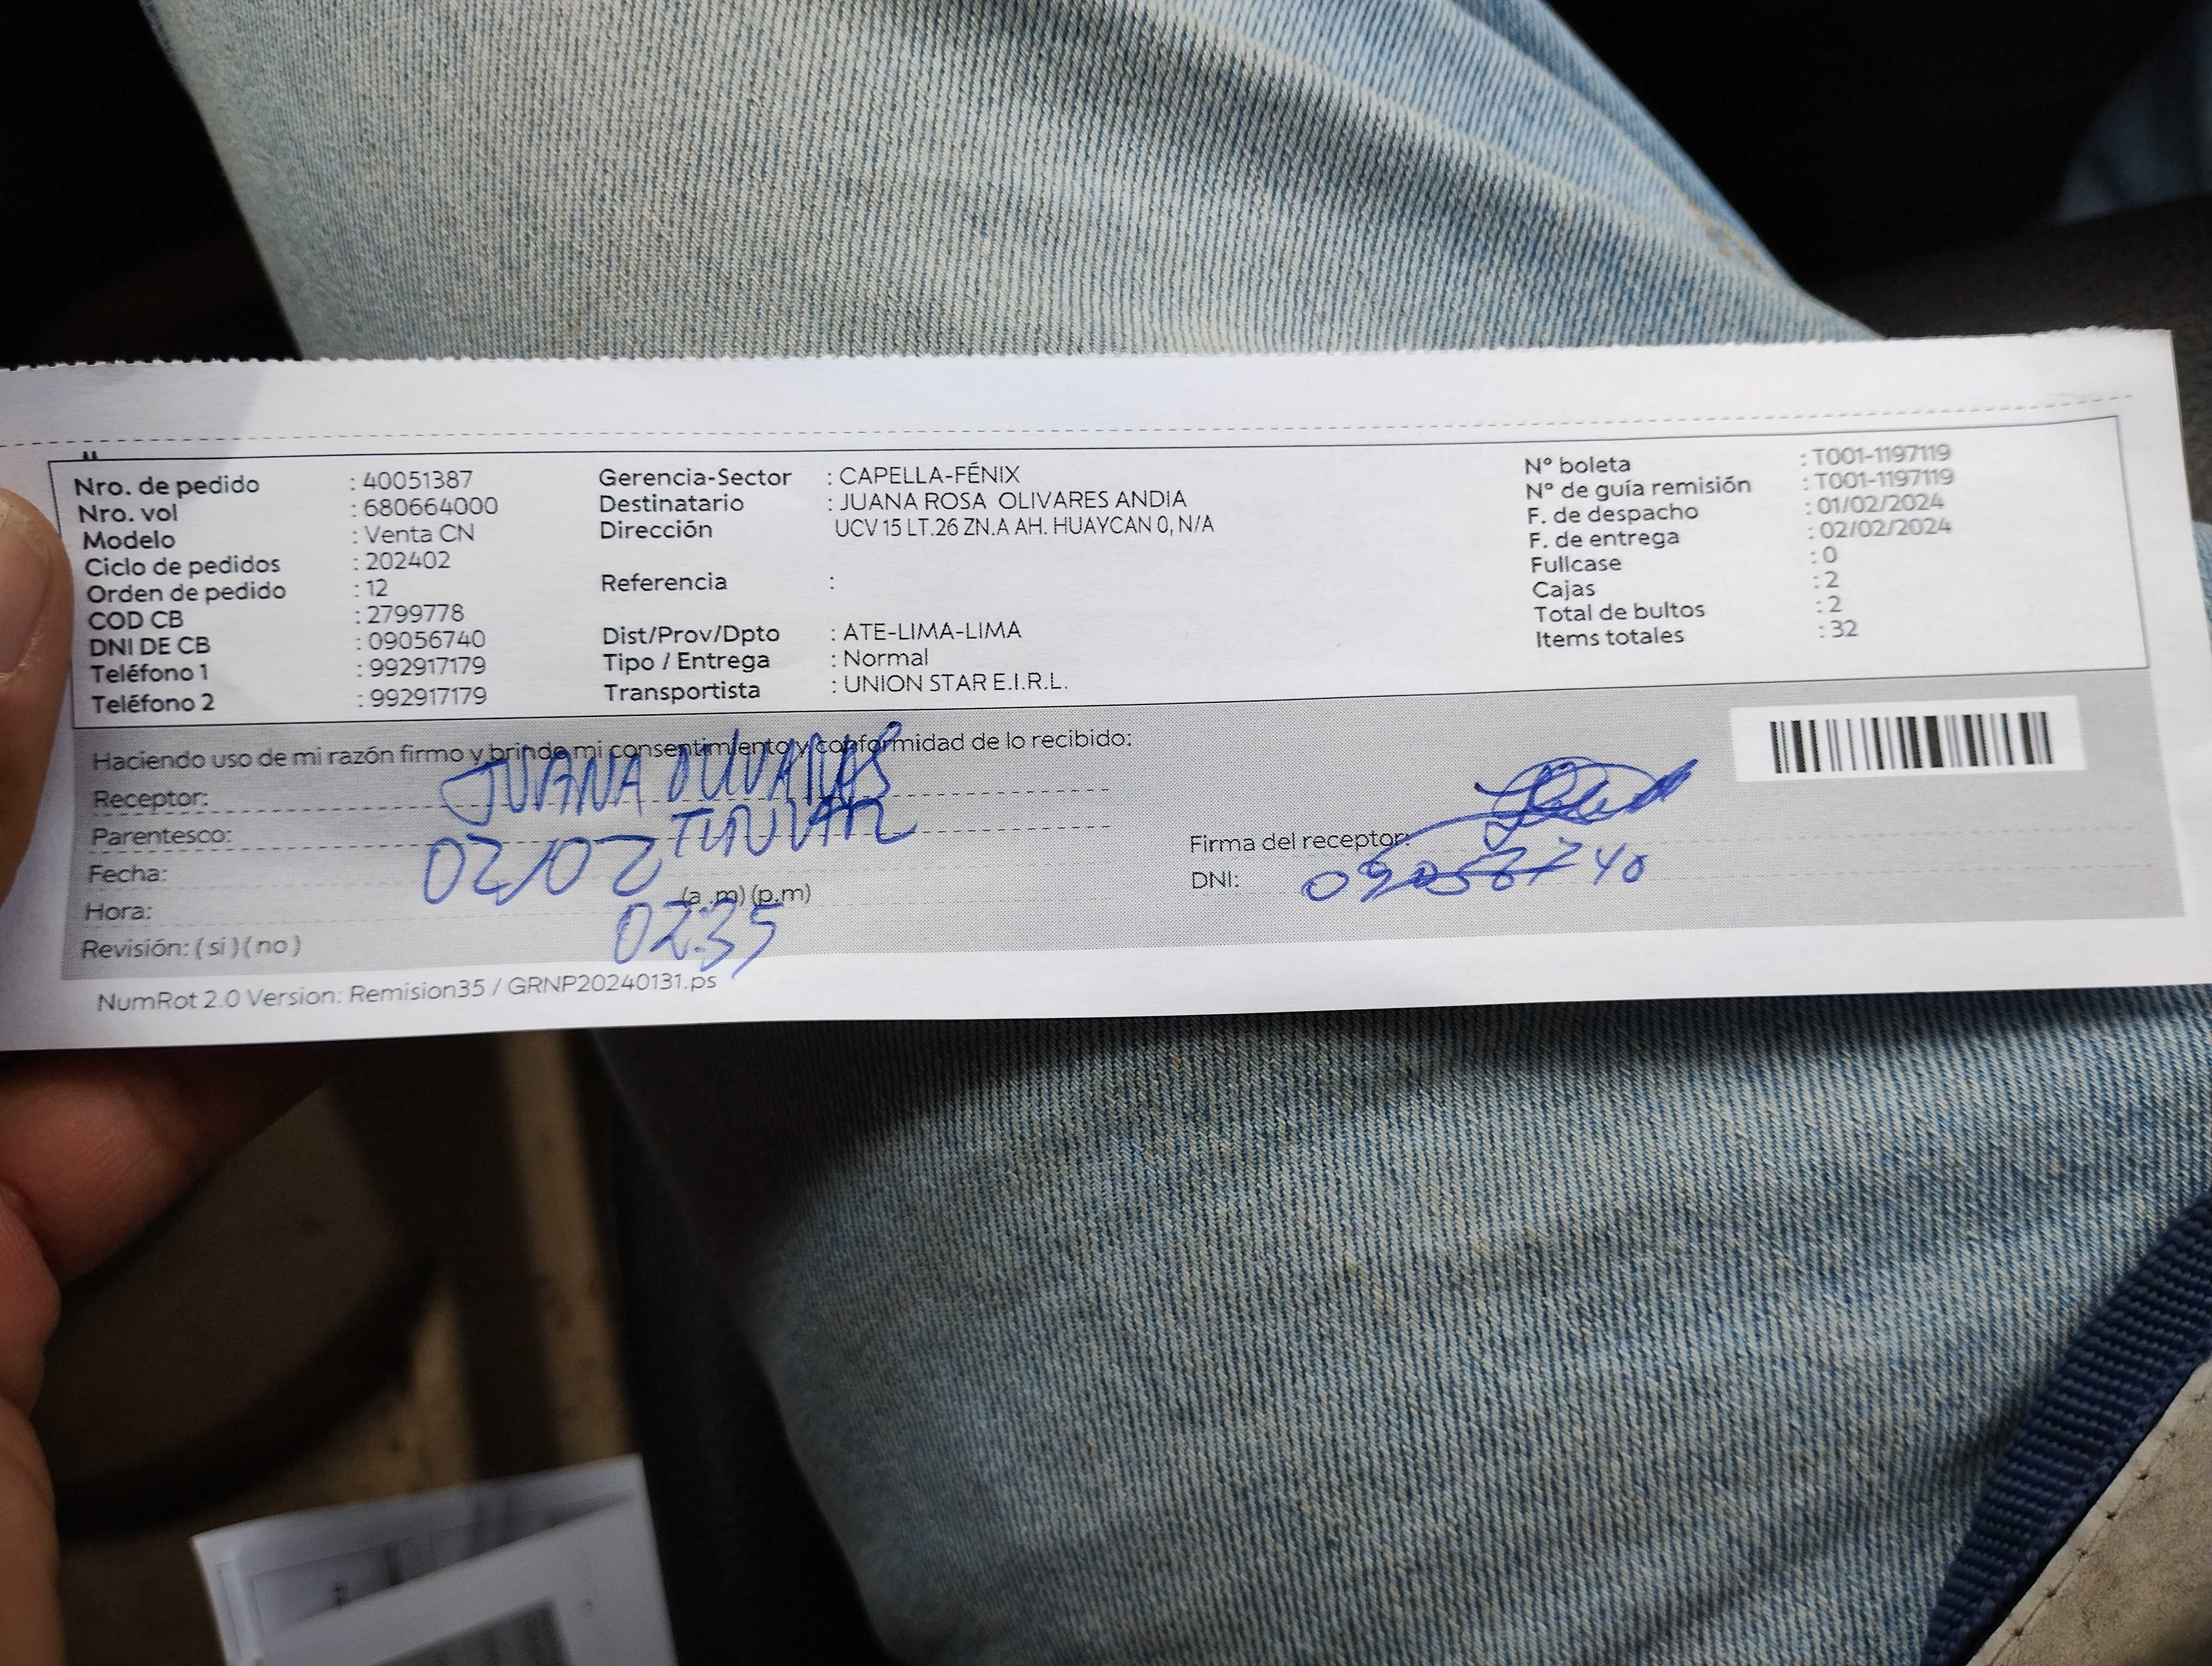 Nro. de pedido : 40051387
Nro. vol : 680664000
Modelo : Venta CN
Ciclo de pedidos : 202402
Orden de pedido : 12
COD CB : 2799778
DNI DE CB : 09056740
Teléfono 1 : 992917179
Teléfono 2 : 992917179
Gerencia-Sector : CAPELLA-FÉNIX
Destinatario : JUANA ROSA OLIVARES ANDIA
Dirección UCV 15 LT.26 ZN.A AH. HUAYCAN 0, N/A
Referencia :
Dist/Prov/Dpto : ATE-LIMA-LIMA
Tipo / Entrega : Normal
Transportista : UNION STAR E.I.R.L.
N° boleta : T001-1197119
N° de guía remisión : T001-1197119
F. de despacho : 01/02/2024
F. de entrega : 02/02/2024
Fullcase : 0
Cajas : 2
Total de bultos : 2
Items totales : 32
Haciendo uso de mi razón firmo y brindo mi consentimiento y conformidad de lo recibido:
Receptor: JUANA OLIVARES
Parentesco:
Fecha: 02/02
Hora: (a .m) (p.m) 02:35
Revisión: ( si ) ( no )
Firma del receptor:
DNI: 09056740
NumRot 2.0 Version: Remision35 / GRNP20240131.ps